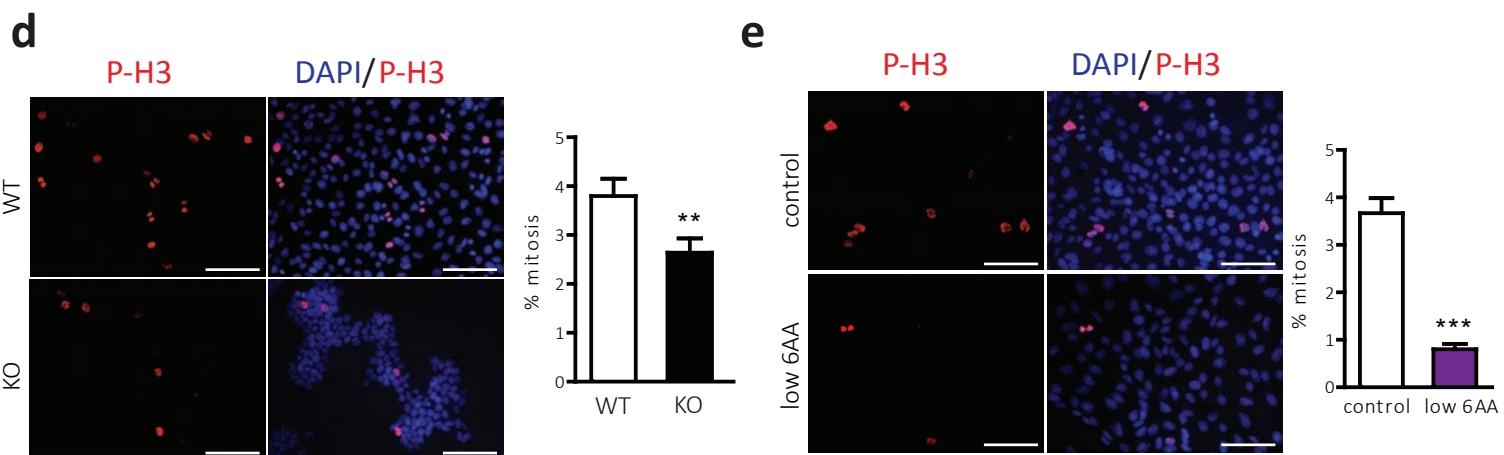 d
P-H3
DAPI/P-H3
WT
KO
% mitosis
5
4
3
2
1
0
**
WT
KO
e
P-H3
DAPI/P-H3
control
low 6AA
% mitosis
5
4
3
2
1
0
***
control
low 6AA